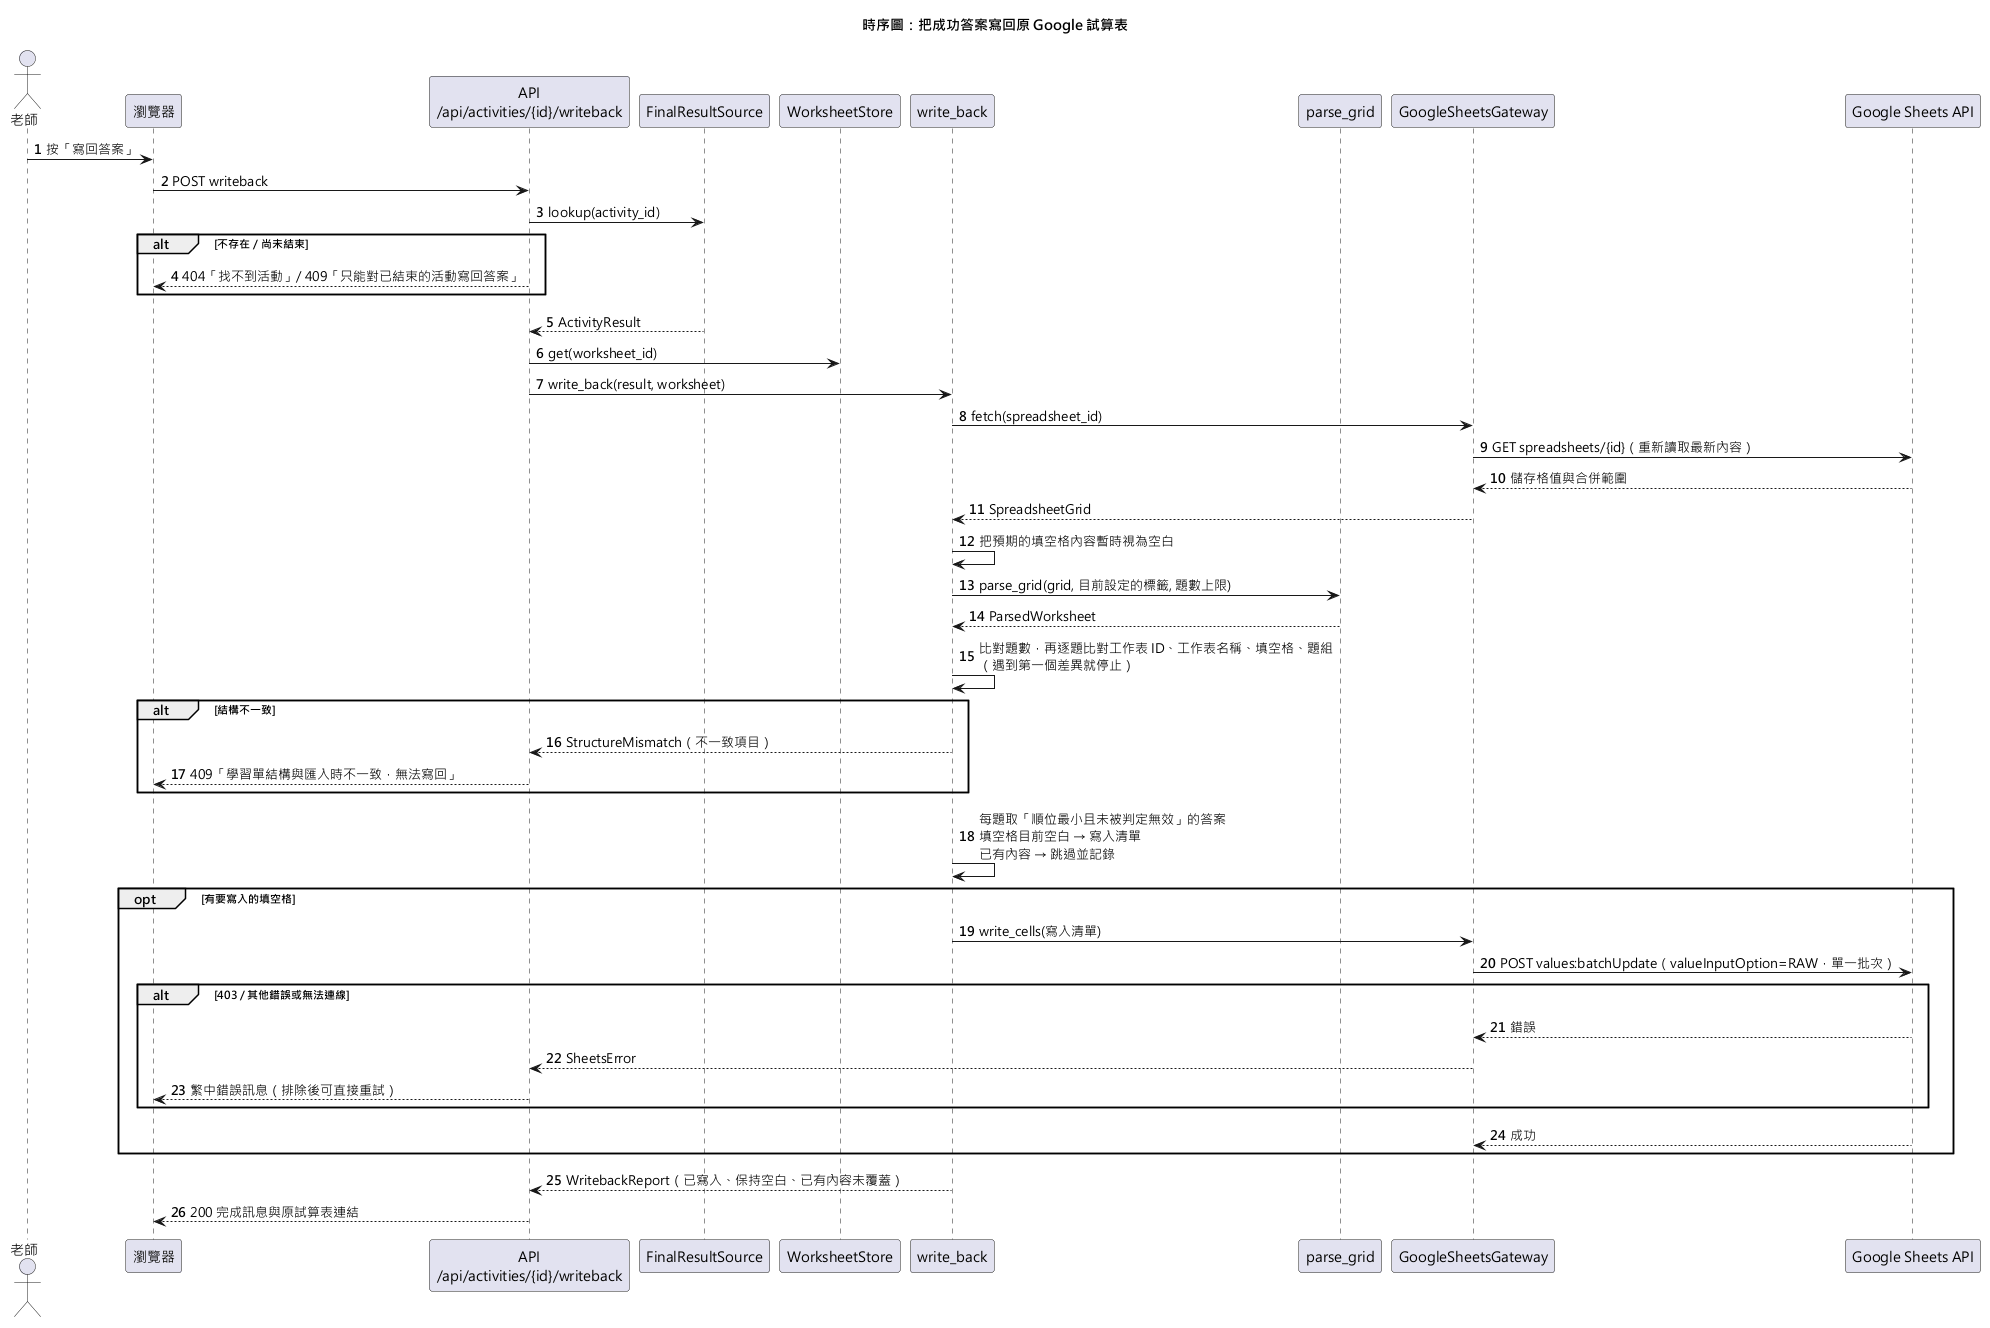 時序圖：把成功答案寫回原 Google 試算表
老師
瀏覽器
API
/api/activities/{id}/writeback
FinalResultSource
WorksheetStore
write_back
parse_grid
GoogleSheetsGateway
Google Sheets API
1 按「寫回答案」
2 POST writeback
3 lookup(activity_id)
alt [不存在 / 尚未結束]
4 404「找不到活動」/ 409「只能對已結束的活動寫回答案」
5 ActivityResult
6 get(worksheet_id)
7 write_back(result, worksheet)
8 fetch(spreadsheet_id)
9 GET spreadsheets/{id}（重新讀取最新內容）
10 儲存格值與合併範圍
11 SpreadsheetGrid
12 把預期的填空格內容暫時視為空白
13 parse_grid(grid, 目前設定的標籤, 題數上限)
14 ParsedWorksheet
15 比對題數，再逐題比對工作表 ID、工作表名稱、填空格、題組
（遇到第一個差異就停止）
alt [結構不一致]
16 StructureMismatch（不一致項目）
17 409「學習單結構與匯入時不一致，無法寫回」
18 每題取「順位最小且未被判定無效」的答案
填空格目前空白 → 寫入清單
已有內容 → 跳過並記錄
opt [有要寫入的填空格]
19 write_cells(寫入清單)
20 POST values:batchUpdate（valueInputOption=RAW，單一批次）
alt [403 / 其他錯誤或無法連線]
21 錯誤
22 SheetsError
23 繁中錯誤訊息（排除後可直接重試）
24 成功
25 WritebackReport（已寫入、保持空白、已有內容未覆蓋）
26 200 完成訊息與原試算表連結
老師
瀏覽器
API
/api/activities/{id}/writeback
FinalResultSource
WorksheetStore
write_back
parse_grid
GoogleSheetsGateway
Google Sheets API